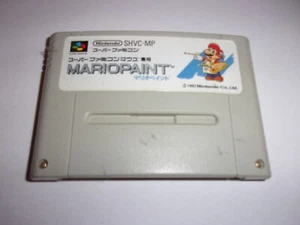 Nintendo SHVC-MP
スーパーファミコン
スーパーファミコンマウス専用
MARIOPAINT™
マリオペイント
© 1992 Nintendo Co., Ltd.